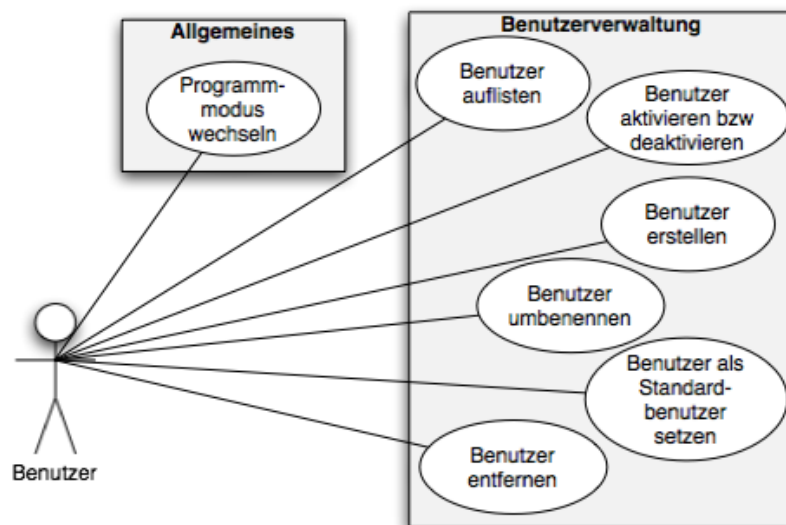 Allgemeines
Programm-
modus
wechseln
Benutzerverwaltung
Benutzer
auflisten
Benutzer
aktivieren bzw
deaktivieren
Benutzer
erstellen
Benutzer
umbenennen
Benutzer als
Standard-
benutzer
setzen
Benutzer
entfernen
Benutzer